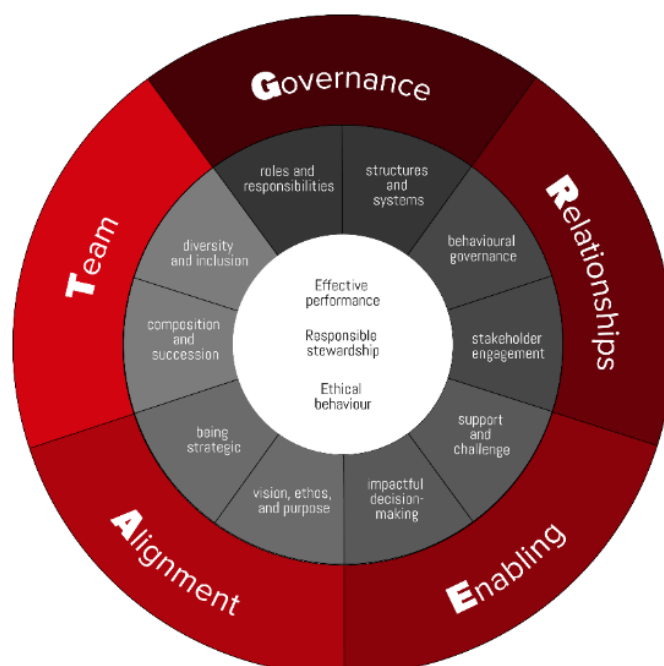 Governance
Relationships
Enabling
Alignment
Team
roles and
responsibilities
structures
and
systems
behavioural
governance
stakeholder
engagement
support
and
challenge
impactful
decision-
making
vision, ethos,
and purpose
being
strategic
composition
and
succession
diversity
and inclusion
Effective
performance
Responsible
stewardship
Ethical
behaviour